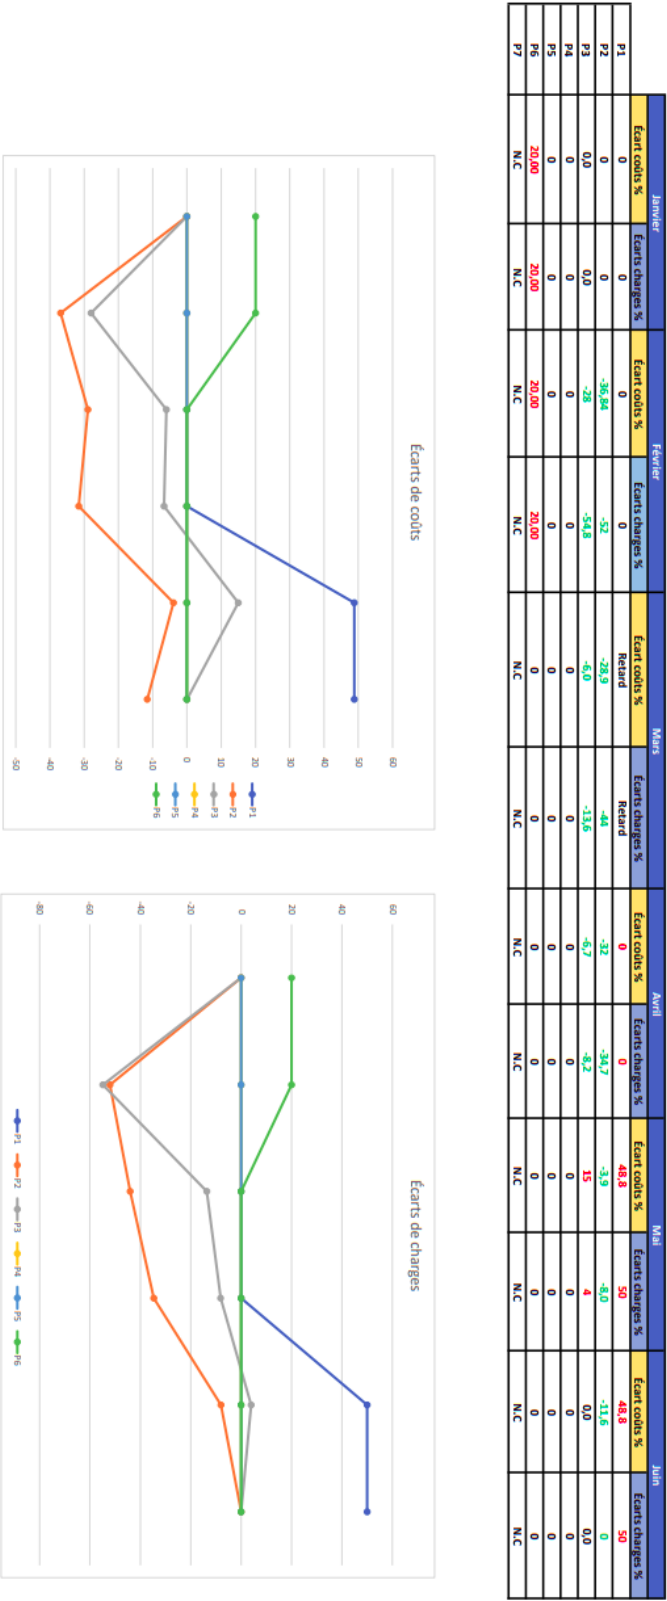 Janvier Février Mars Avril Mai Juin
Écart coûts % Écarts charges % Écart coûts % Écarts charges % Écart coûts % Écarts charges % Écart coûts % Écarts charges % Écart coûts % Écarts charges % Écart coûts % Écarts charges %
P1 0 0 0 0 Retard Retard 0 0 48,8 50 48,8 50
P2 0 0 -36,84 -52 -28,9 -44 -32 -34,7 -3,9 -8,0 -11,6 0
P3 0,0 0,0 -28 -54,8 -6,0 -13,6 -6,7 -8,2 15 4 0,0 0,0
P4 0 0 0 0 0 0 0 0 0 0 0 0
P5 0 0 0 0 0 0 0 0 0 0 0 0
P6 20,00 20,00 20,00 20,00 0 0 0 0 0 0 0 0
P7 N.C N.C N.C N.C N.C N.C N.C N.C N.C N.C N.C N.C
Écarts de coûts
60
50
40
30
20
10
0
-10
-20
-30
-40
-50
P1
P2
P3
P4
P5
P6
Écarts de charges
60
40
20
0
-20
-40
-60
-80
P1 P2 P3 P4 P5 P6